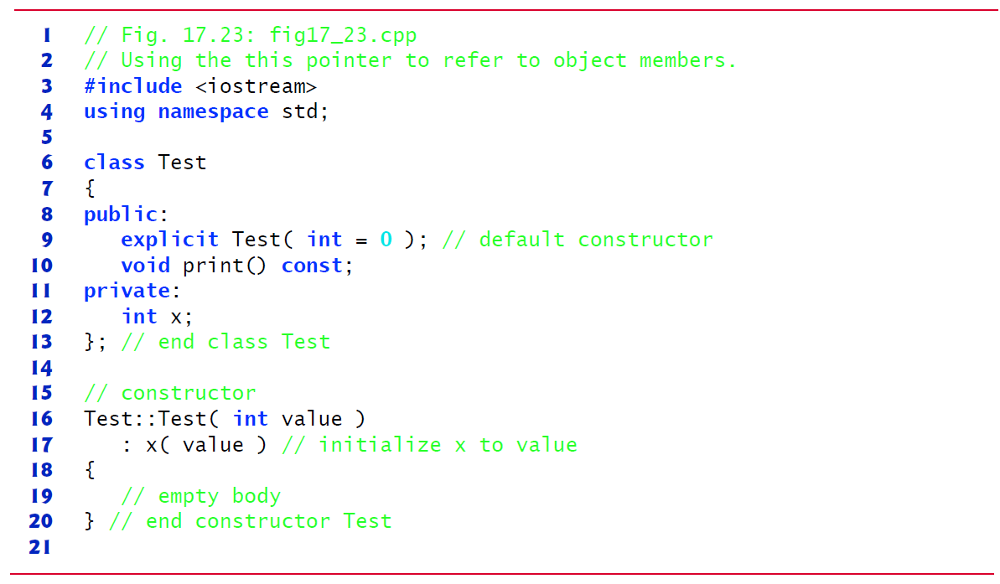 1 // Fig. 17.23: fig17_23.cpp
2 // Using the this pointer to refer to object members.
3 #include <iostream>
4 using namespace std;
5
6 class Test
7 {
8 public:
9    explicit Test( int = 0 ); // default constructor
10    void print() const;
11 private:
12    int x;
13 }; // end class Test
14
15 // constructor
16 Test::Test( int value )
17    : x( value ) // initialize x to value
18 {
19    // empty body
20 } // end constructor Test
21